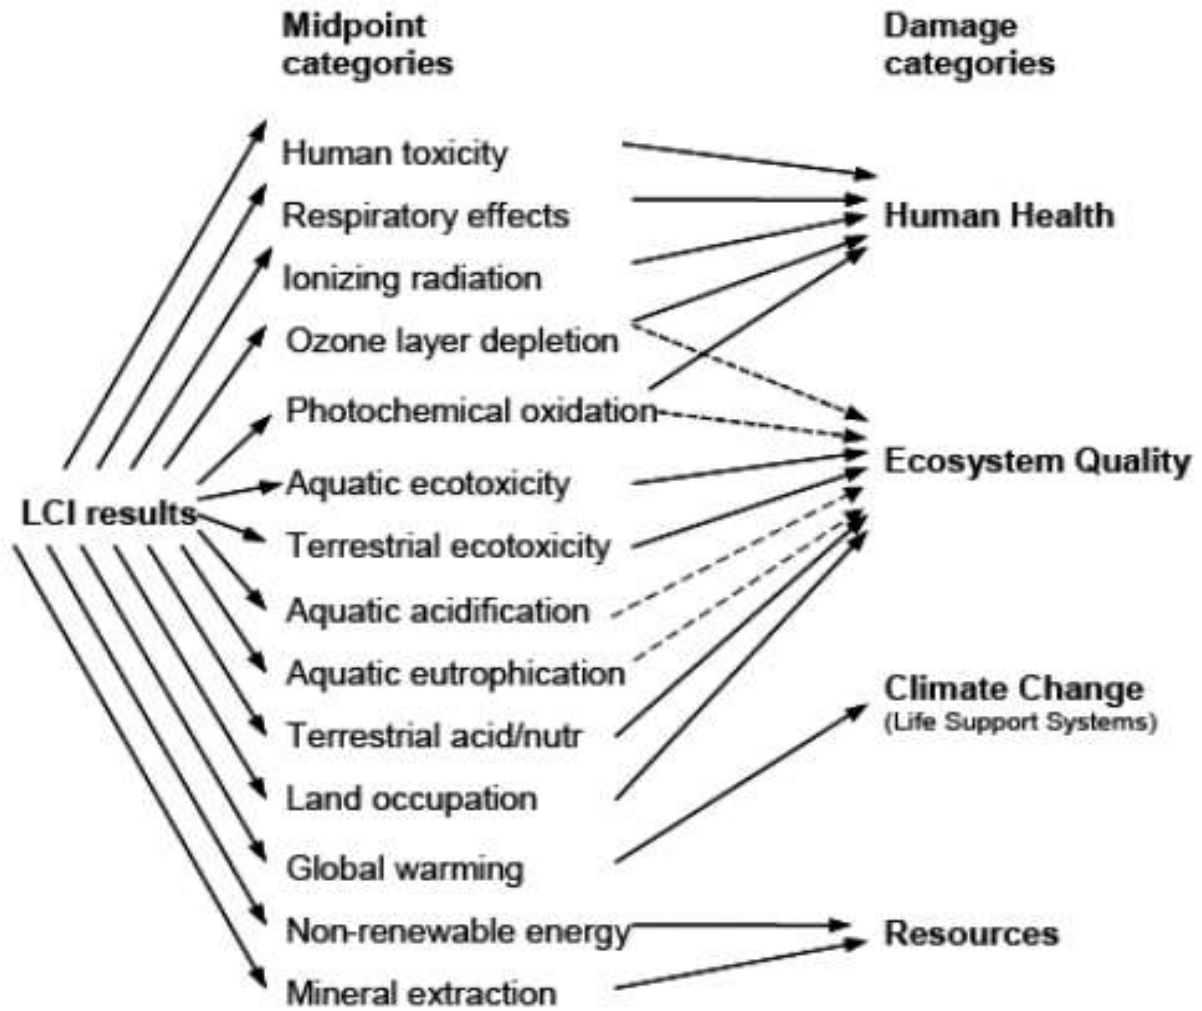 Midpoint
categories
Damage
categories
Human toxicity
Respiratory effects
Human Health
Ionizing radiation
Ozone layer depletion
Photochemical oxidation
Ecosystem Quality
Aquatic ecotoxicity
LCI results
Terrestrial ecotoxicity
Aquatic acidification
Aquatic eutrophication
Climate Change
(Life Support Systems)
Terrestrial acid/nutr
Land occupation
Global warming
Non-renewable energy
Resources
Mineral extraction